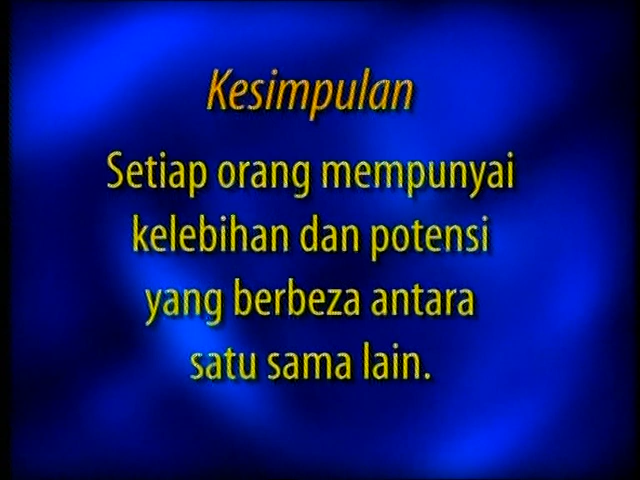 Kesimpulan
Setiap orang mempunyai
kelebihan dan potensi
yang berbeza antara
satu sama lain.